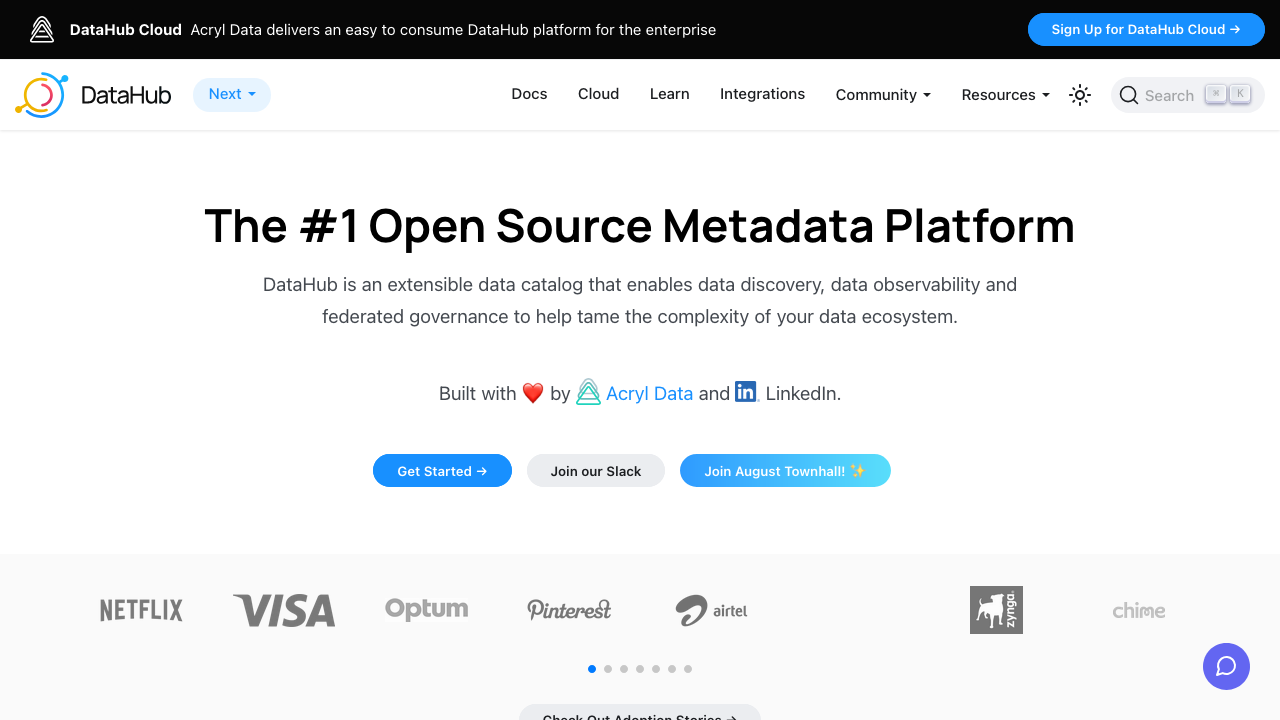 DataHub Cloud Acryl Data delivers an easy to consume DataHub platform for the enterprise
Sign Up for DataHub Cloud →
DataHub
Next
Docs
Cloud
Learn
Integrations
Community
Resources
Search
⌘ K
The #1 Open Source Metadata Platform
DataHub is an extensible data catalog that enables data discovery, data observability and
federated governance to help tame the complexity of your data ecosystem.
Built with ❤️ by Acryl Data and in LinkedIn.
Get Started →
Join our Slack
Join August Townhall! ✨
NETFLIX
VISA
Optum
Pinterest
airtel
zynga
chime
Check Out Adoption Stories →